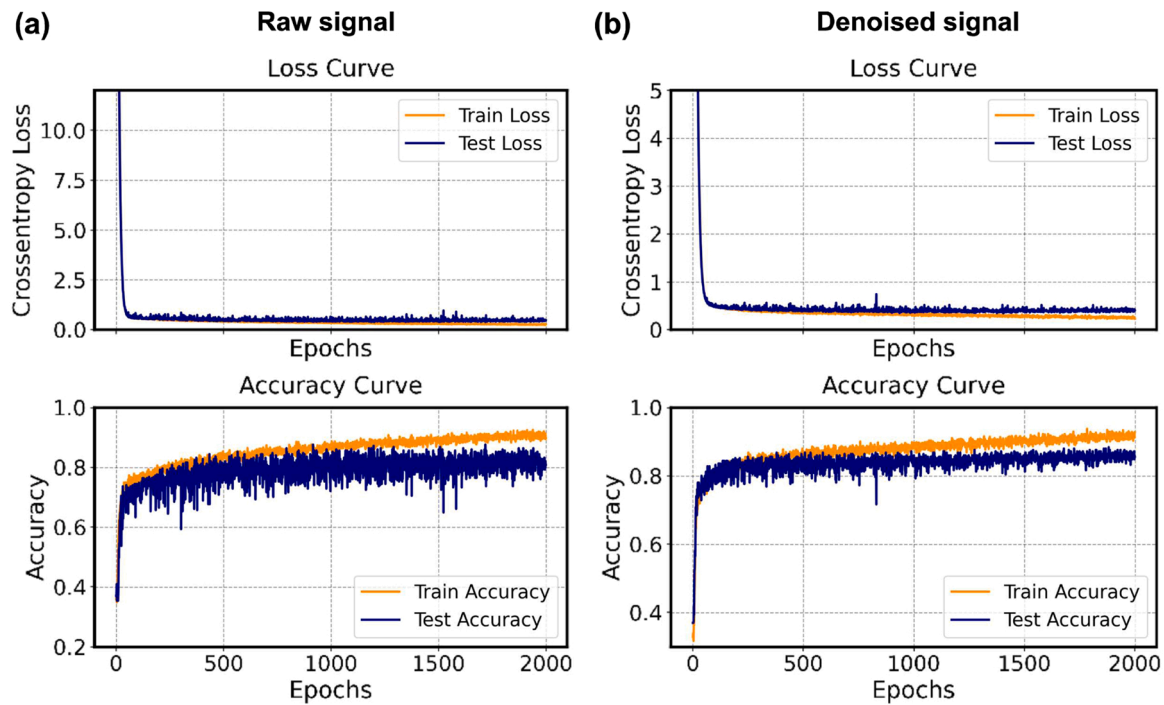 (a) Raw signal
Loss Curve
Crossentropy Loss
10.0
7.5
5.0
2.5
0.0
Train Loss
Test Loss
Epochs
Accuracy Curve
Accuracy
1.0
0.8
0.6
0.4
0.2
Train Accuracy
Test Accuracy
0 500 1000 1500 2000
Epochs
(b) Denoised signal
Loss Curve
Crossentropy Loss
5
4
3
2
1
0
Train Loss
Test Loss
Epochs
Accuracy Curve
Accuracy
1.0
0.8
0.6
0.4
Train Accuracy
Test Accuracy
0 500 1000 1500 2000
Epochs